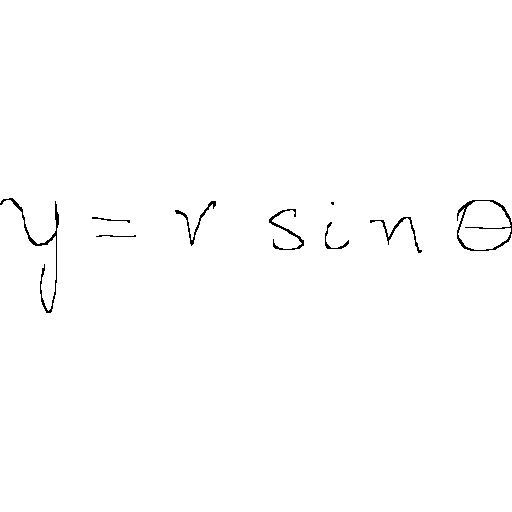 y = r sin θ